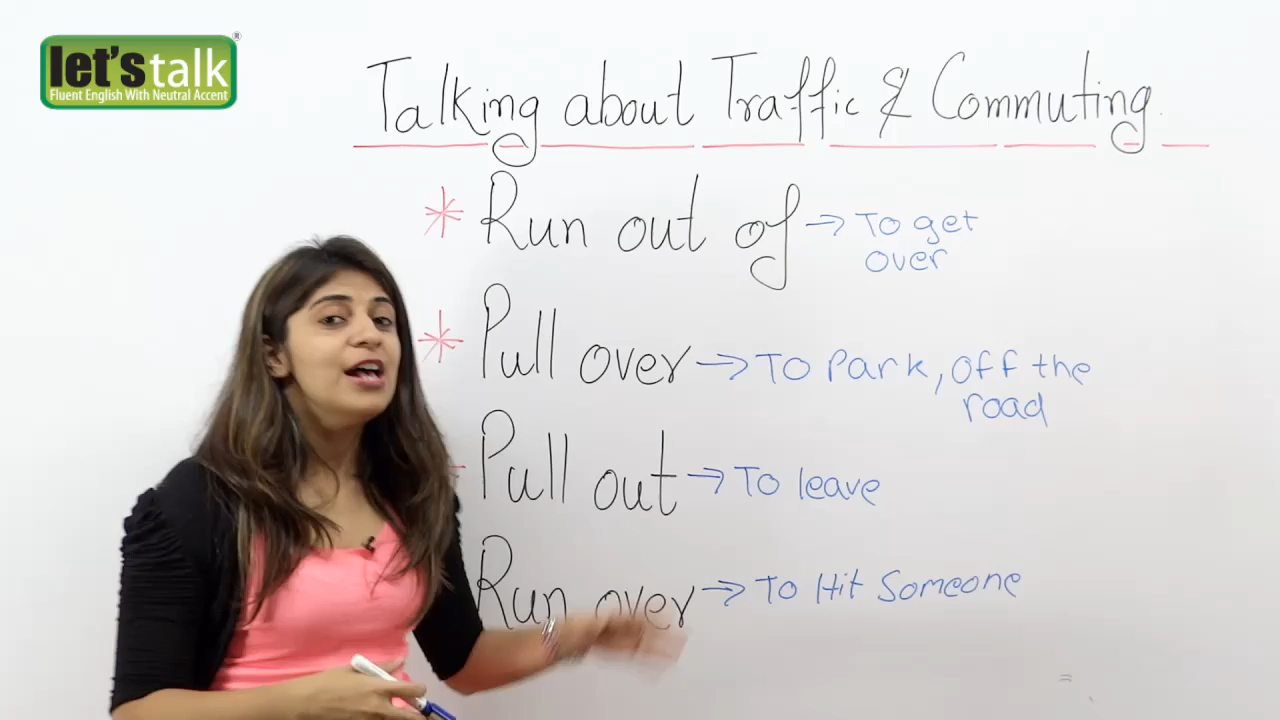 let's talk®
Fluent English With Neutral Accent
Talking about Traffic & Commuting.
* Run out of → To get
over
* Pull over → To Park, off the
road
Pull out → To leave
Run over → To Hit Someone